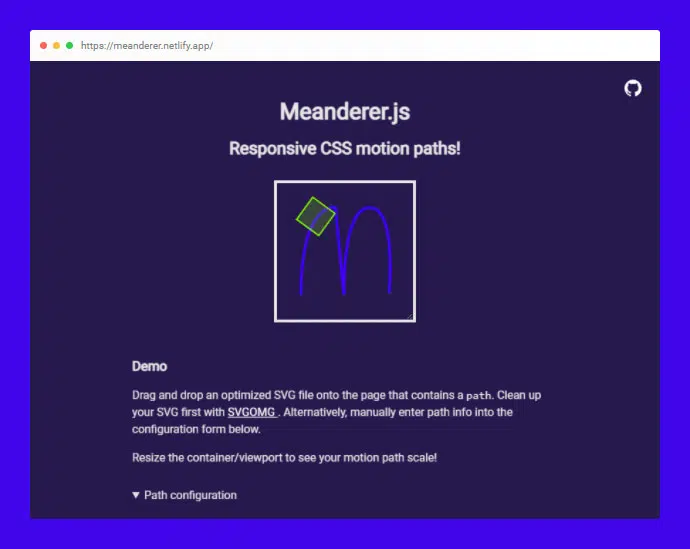 https://meanderer.netlify.app/
Meanderer.js
Responsive CSS motion paths!
Demo
Drag and drop an optimized SVG file onto the page that contains a path. Clean up
your SVG first with SVGOMG . Alternatively, manually enter path info into the
configuration form below.
Resize the container/viewport to see your motion path scale!
▼ Path configuration